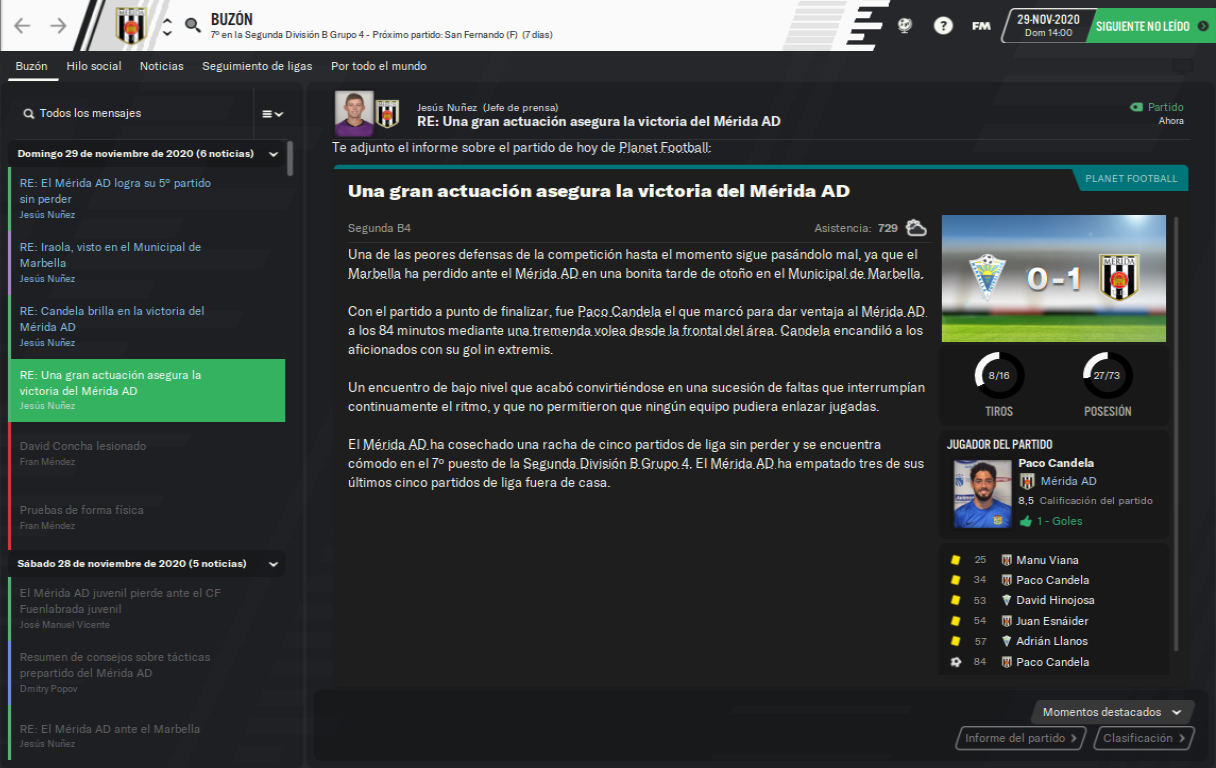 BUZÓN
7º en la Segunda División B Grupo 4 - Próximo partido: San Fernando (F) (7 días)
?
FM
29-NOV-2020
Dom 14:00
SIGUIENTE NO LEÍDO
Buzón Hilo social Noticias Seguimiento de ligas Por todo el mundo
Todos los mensajes
Domingo 29 de noviembre de 2020 (6 noticias)
RE: El Mérida AD logra su 5º partido
sin perder
Jesús Nuñez
RE: Iraola, visto en el Municipal de
Marbella
Jesús Nuñez
RE: Candela brilla en la victoria del
Mérida AD
Jesús Nuñez
RE: Una gran actuación asegura la
victoria del Mérida AD
Jesús Nuñez
David Concha lesionado
Fran Méndez
Pruebas de forma física
Fran Méndez
Sábado 28 de noviembre de 2020 (5 noticias)
El Mérida AD juvenil pierde ante el CF
Fuenlabrada juvenil
José Manuel Vicente
Resumen de consejos sobre tácticas
prepartido del Mérida AD
Dmitry Popov
RE: El Mérida AD ante el Marbella
Jesús Nuñez
Jesús Nuñez (Jefe de prensa)
RE: Una gran actuación asegura la victoria del Mérida AD
Partido
Ahora
Te adjunto el informe sobre el partido de hoy de Planet Football:
PLANET FOOTBALL
Una gran actuación asegura la victoria del Mérida AD
Segunda B4
Asistencia: 729
Una de las peores defensas de la competición hasta el momento sigue pasándolo mal, ya que el
Marbella ha perdido ante el Mérida AD en una bonita tarde de otoño en el Municipal de Marbella.
Con el partido a punto de finalizar, fue Paco Candela el que marcó para dar ventaja al Mérida AD
a los 84 minutos mediante una tremenda volea desde la frontal del área. Candela encandiló a los
aficionados con su gol in extremis.
Un encuentro de bajo nivel que acabó convirtiéndose en una sucesión de faltas que interrumpían
continuamente el ritmo, y que no permitieron que ningún equipo pudiera enlazar jugadas.
El Mérida AD ha cosechado una racha de cinco partidos de liga sin perder y se encuentra
cómodo en el 7º puesto de la Segunda División B Grupo 4. El Mérida AD ha empatado tres de sus
últimos cinco partidos de liga fuera de casa.
0-1
MÉRIDA
8/16
27/73
TIROS
POSESIÓN
JUGADOR DEL PARTIDO
Paco Candela
Mérida AD
8,5 Calificación del partido
1 - Goles
25 Manu Viana
34 Paco Candela
53 David Hinojosa
54 Juan Esnáider
57 Adrián Llanos
84 Paco Candela
Momentos destacados
Informe del partido
Clasificación